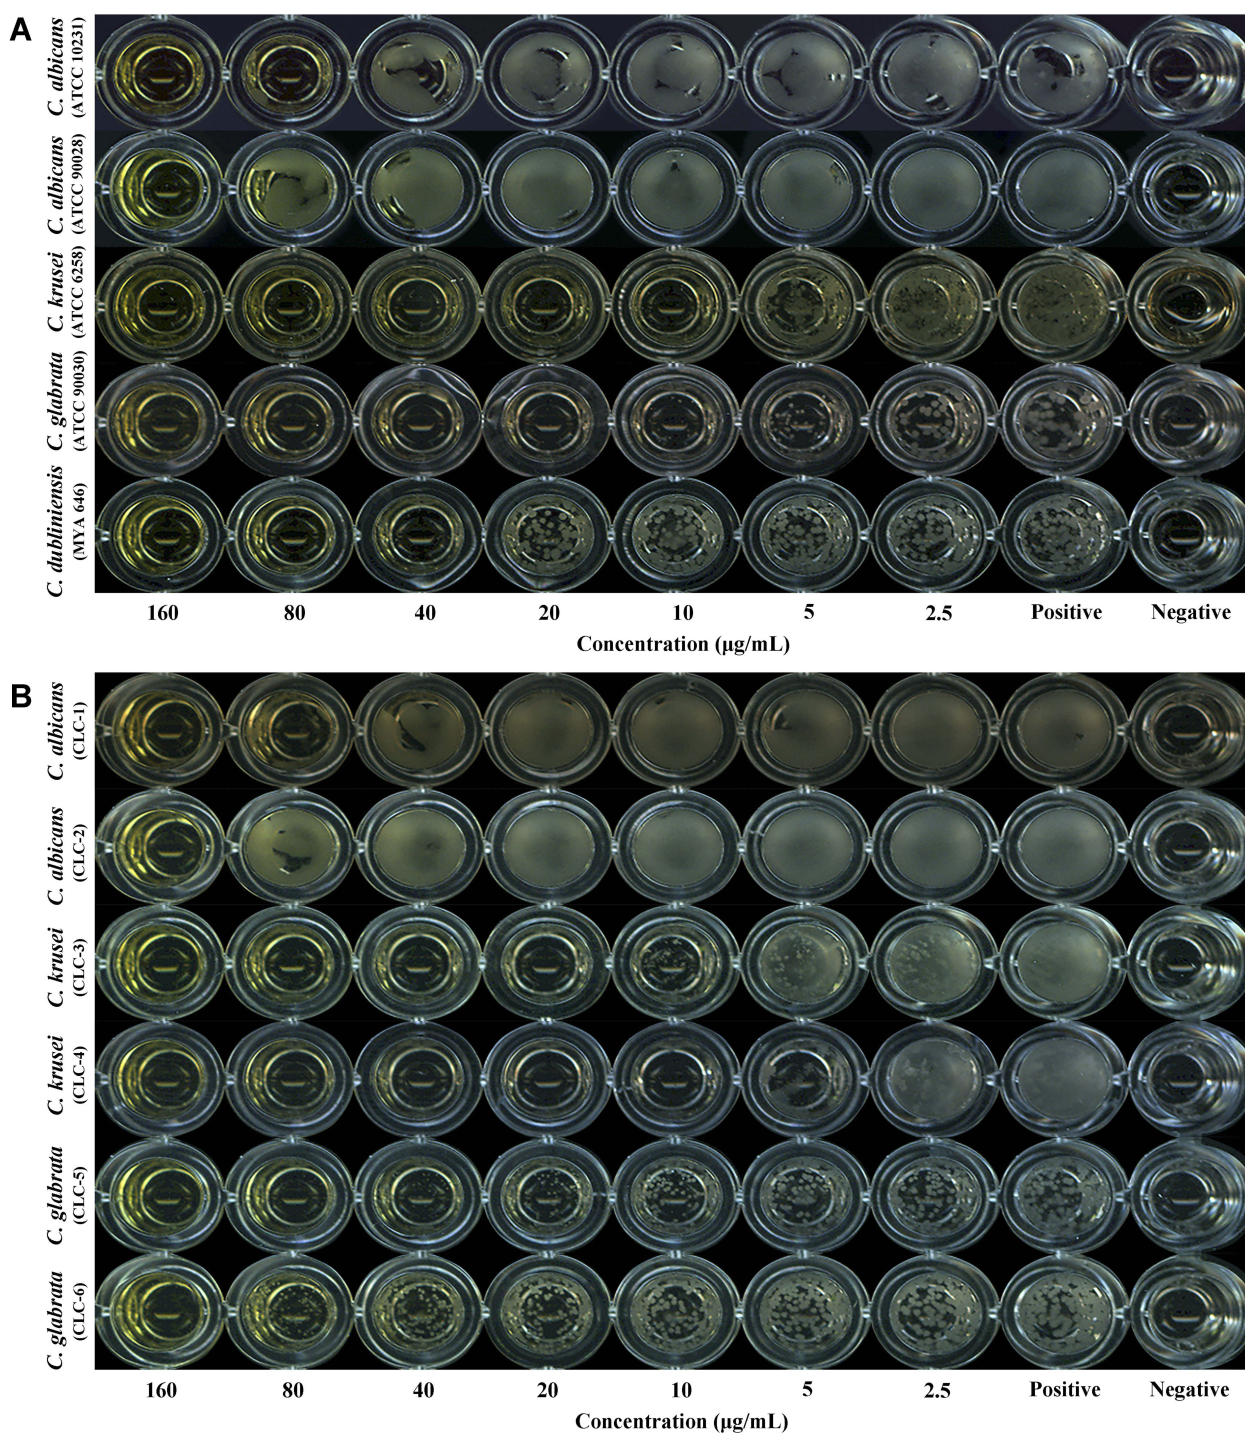 A
C. albicans
(ATCC 10231)
C. albicans
(ATCC 90028)
C. krusei
(ATCC 6258)
C. glabrata
(ATCC 90030)
C. dubliniensis
(MYA 646)
160 80 40 20 10 5 2.5 Positive Negative
Concentration (µg/mL)
B
C. albicans
(CLC-1)
C. albicans
(CLC-2)
C. krusei
(CLC-3)
C. krusei
(CLC-4)
C. glabrata
(CLC-5)
C. glabrata
(CLC-6)
160 80 40 20 10 5 2.5 Positive Negative
Concentration (µg/mL)